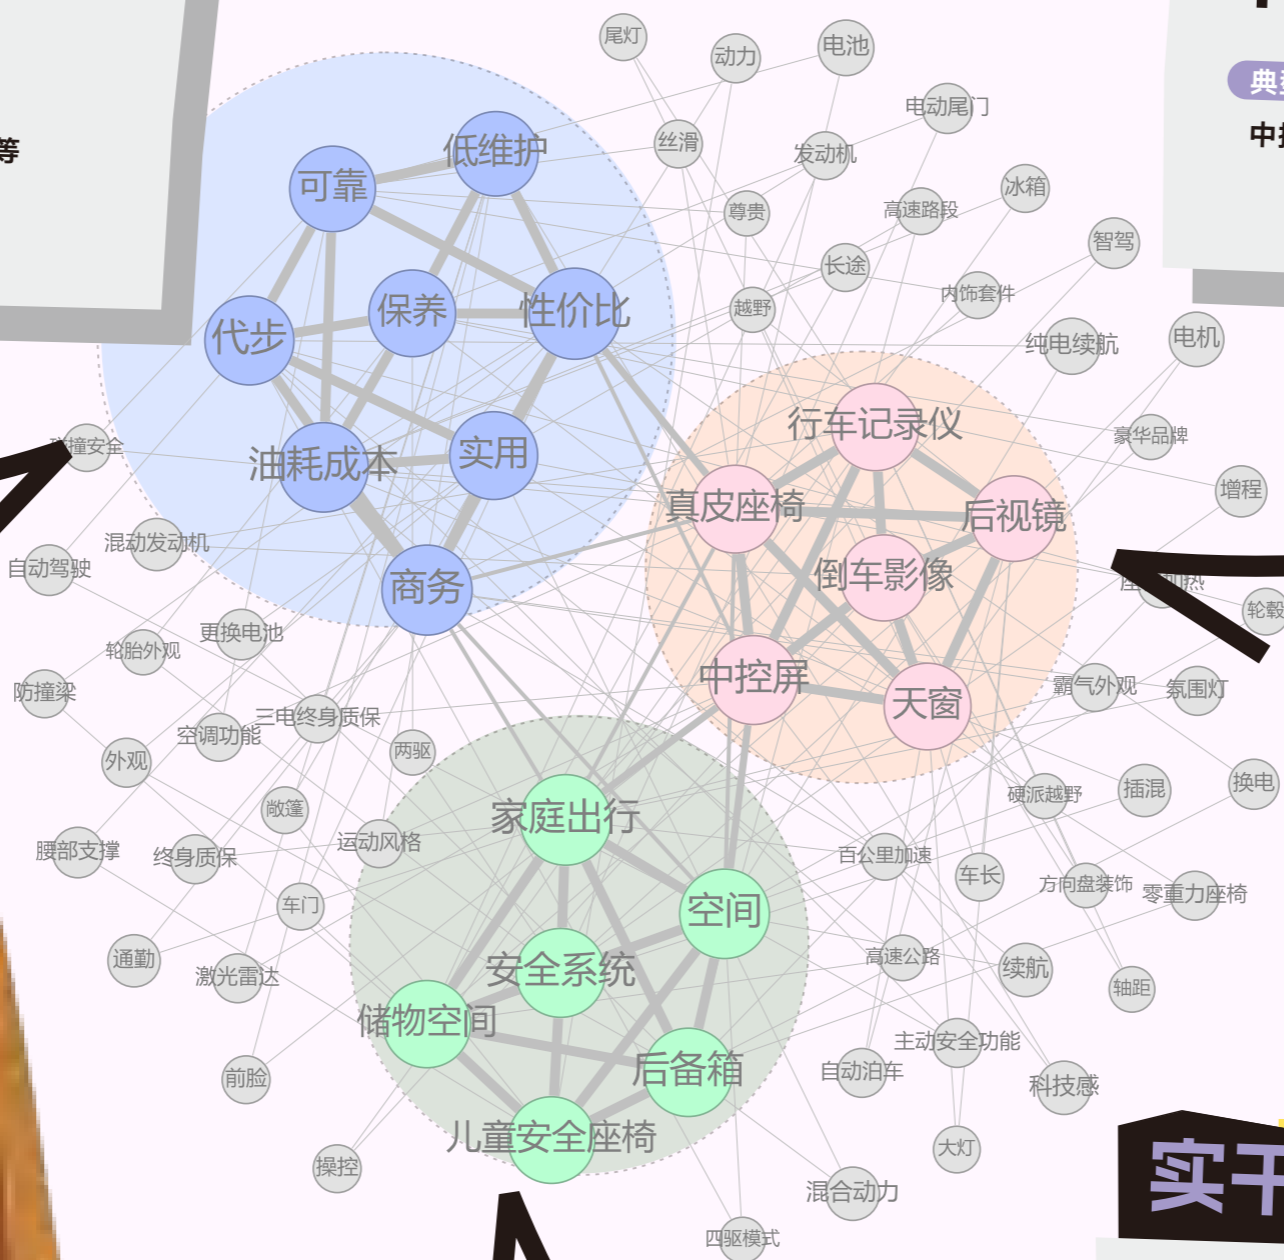 尾灯
动力
电池
典
等
中
电动尾门
丝滑
低维护
发动机
可靠
冰箱
尊贵
高速路段
智驾
长途
内饰套件
保养
性价比
越野
代步
纯电续航
电机
行车记录仪
豪华品牌
碰撞安全
油耗成本
实用
真皮座椅
后视镜
增程
混动发动机
自动驾驶
倒车影像
商务
轮毂
更换电池
轮胎外观
防撞梁
中控屏
天窗
霸气外观
氛围灯
三电终身质保
空调功能
两驱
外观
换电
插混
硬派越野
敞篷
家庭出行
运动风格
腰部支撑
终身质保
百公里加速
车长
方向盘装饰
零重力座椅
车门
空间
通勤
激光雷达
安全系统
高速公路
续航
轴距
储物空间
主动安全功能
后备箱
自动泊车
科技感
前脸
儿童安全座椅
大灯
操控
混合动力
实干
四驱模式